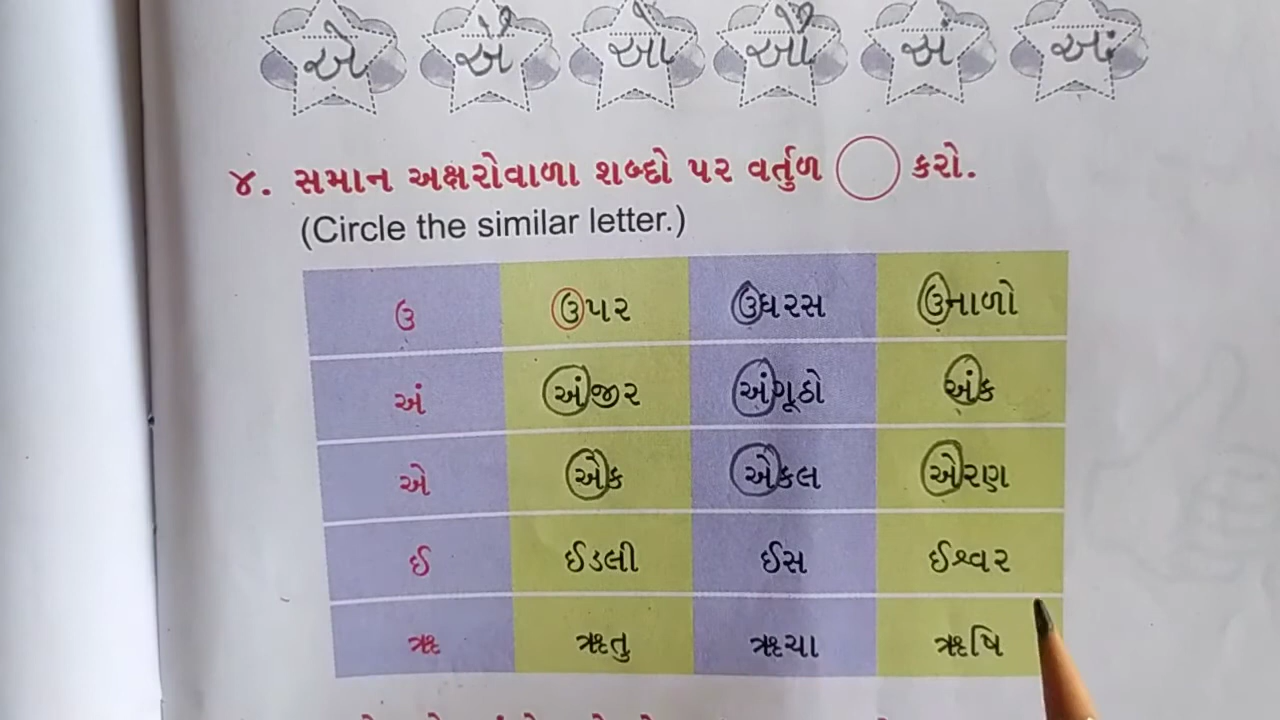 એ ઐ ઓ ઔ અં અઃ
૪. સમાન અક્ષરોવાળા શબ્દો પર વર્તુળ કરો.
(Circle the similar letter.)
ઉ ઉપર ઉધરસ ઉનાળો
અં અંજીર અંગૂઠો અંક
એ એક એકલ એરણ
ઈ ઈડલી ઈસ ઈશ્વર
ઋ ઋતુ ઋચા ઋષિ